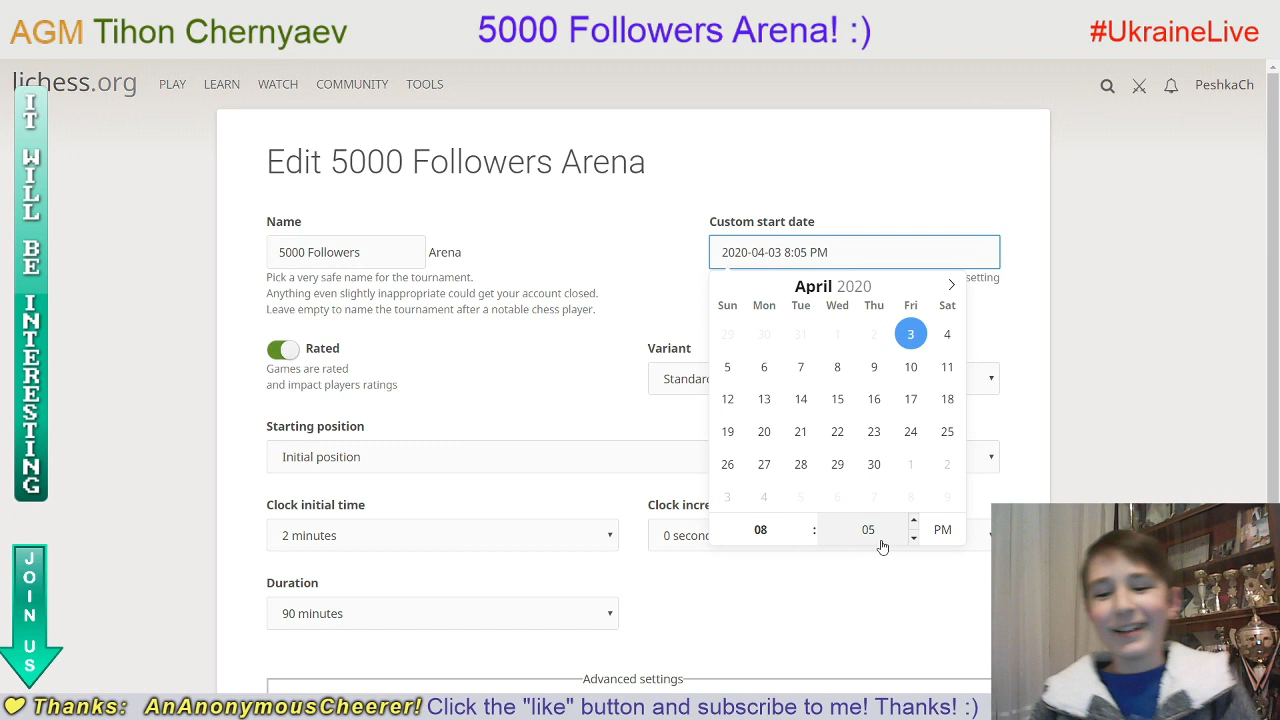 AGM Tihon Chernyaev
5000 Followers Arena! :)
#UkraineLive
lichess.org
PLAY LEARN WATCH COMMUNITY TOOLS
PeshkaCh
IT WILL BE INTERESTING
JOIN US
Edit 5000 Followers Arena
Name
5000 Followers Arena
Pick a very safe name for the tournament.
Anything even slightly inappropriate could get your account closed.
Leave empty to name the tournament after a notable chess player.
Custom start date
2020-04-03 8:05 PM
setting
April 2020
Sun Mon Tue Wed Thu Fri Sat
29 30 31 1 2 3 4
5 6 7 8 9 10 11
12 13 14 15 16 17 18
19 20 21 22 23 24 25
26 27 28 29 30 1 2
3 4 5 6 7 8 9
08 : 05 PM
Rated
Games are rated
and impact players ratings
Variant
Standard
Starting position
Initial position
Clock initial time
2 minutes
Clock incre
0 second
Duration
90 minutes
Advanced settings
Thanks: AnAnonymousCheerer! Click the "like" button and subscribe to me! Thanks! :)